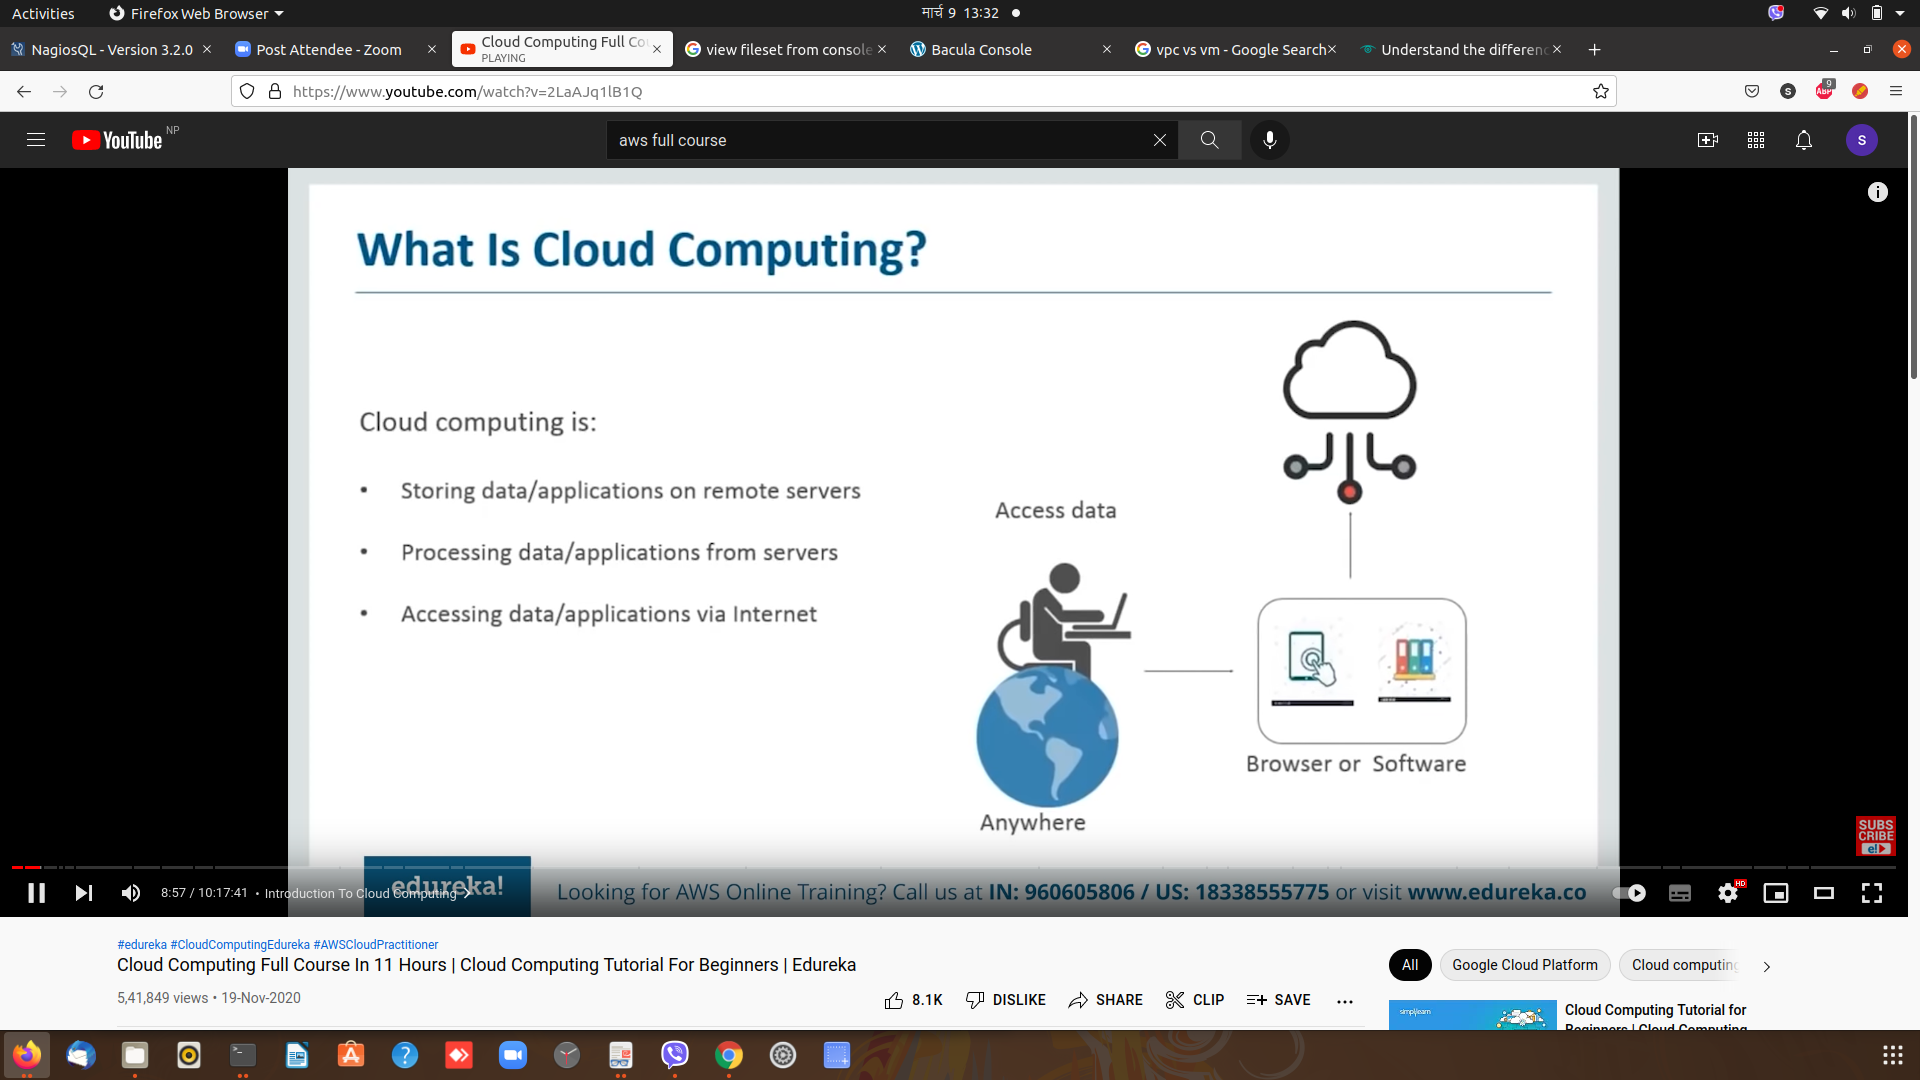 Activities
Firefox Web Browser
मार्च 9 13:32
NagiosQL - Version 3.2.0
Post Attendee - Zoom
Cloud Computing Full Co
PLAYING
view fileset from console
Bacula Console
vpc vs vm - Google Search
Understand the differenc
https://www.youtube.com/watch?v=2LaAJq1lB1Q
S
ABP
9
YouTube NP
aws full course
S
What Is Cloud Computing?
Cloud computing is:
• Storing data/applications on remote servers
• Processing data/applications from servers
• Accessing data/applications via Internet
Access data
Anywhere
Browser or Software
SUBS
CRIBE
e!
edureka!
Looking for AWS Online Training? Call us at IN: 960605806 / US: 18338555775 or visit www.edureka.co
8:57 / 10:17:41 • Introduction To Cloud Computing
HD
#edureka #CloudComputingEdureka #AWSCloudPractitioner
Cloud Computing Full Course In 11 Hours | Cloud Computing Tutorial For Beginners | Edureka
5,41,849 views • 19-Nov-2020
8.1K
DISLIKE
SHARE
CLIP
SAVE
All
Google Cloud Platform
Cloud computing
simplilearn
Cloud Computing Tutorial for
Beginners | Cloud Computing